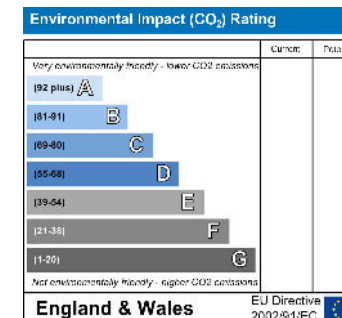 Environmental Impact (CO₂) Rating
Current
Very environmentally friendly - lower CO2 emissions
(92 plus) A
(81-91) B
(69-80) C
(55-68) D
(39-54) E
(21-38) F
(1-20) G
Not environmentally friendly - higher CO2 emissions
England & Wales
EU Directive
2002/91/EC